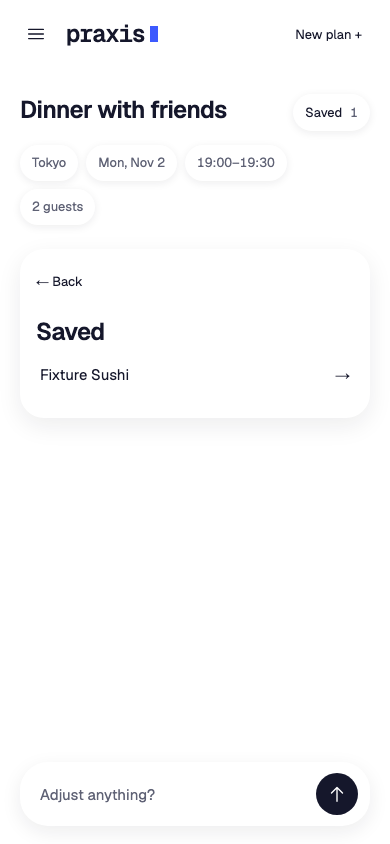 praxis
New plan +
Dinner with friends
Saved 1
Tokyo
Mon, Nov 2
19:00–19:30
2 guests
← Back
Saved
Fixture Sushi →
Adjust anything?